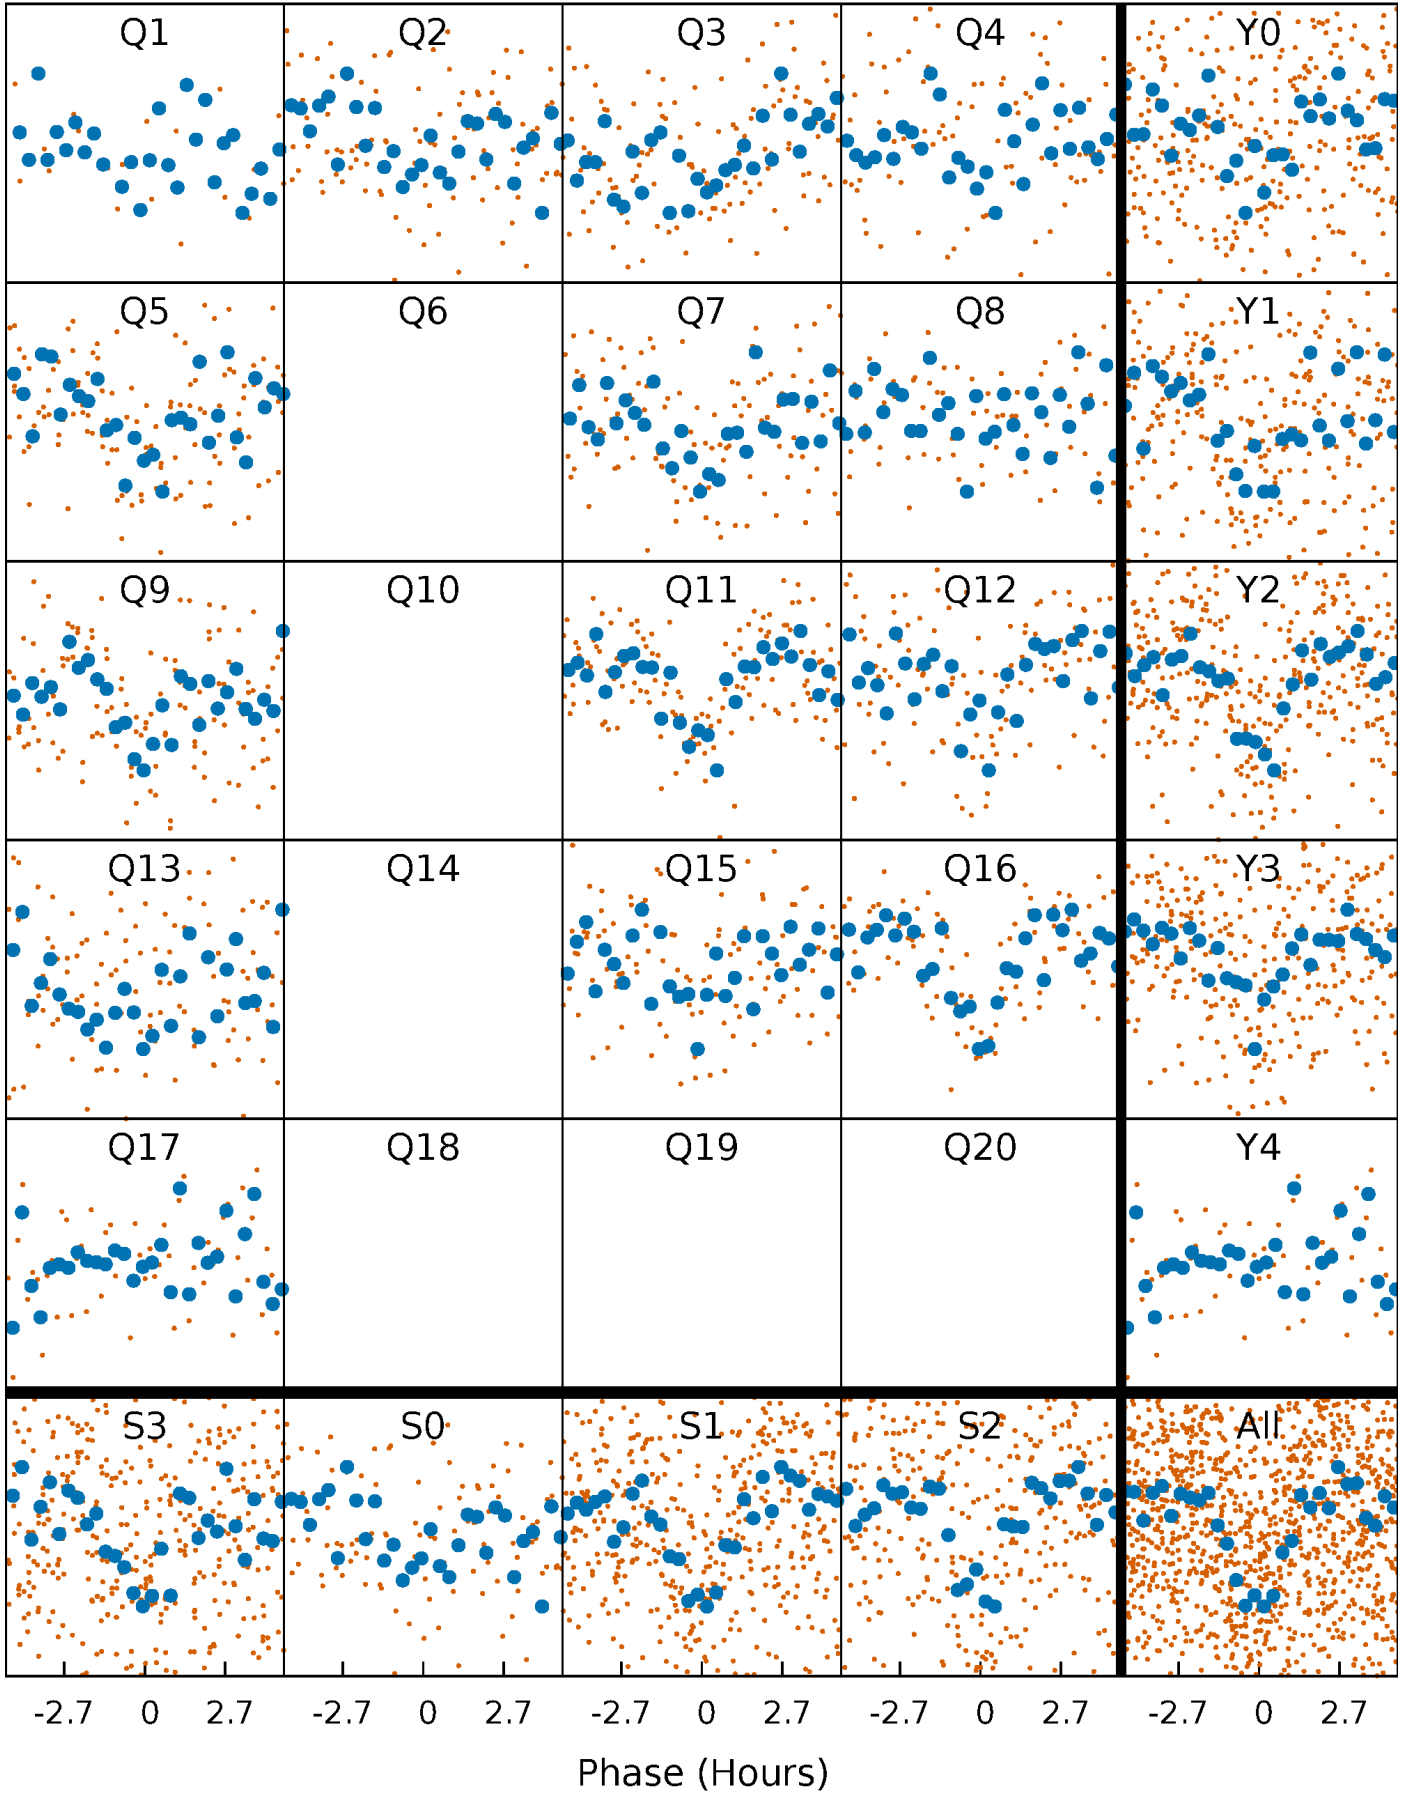 Q1 Q2 Q3 Q4 Y0
Q5 Q6 Q7 Q8 Y1
Q9 Q10 Q11 Q12 Y2
Q13 Q14 Q15 Q16 Y3
Q17 Q18 Q19 Q20 Y4
S3 S0 S1 S2 All
-2.7 0 2.7 -2.7 0 2.7 -2.7 0 2.7 -2.7 0 2.7 -2.7 0 2.7
Phase (Hours)